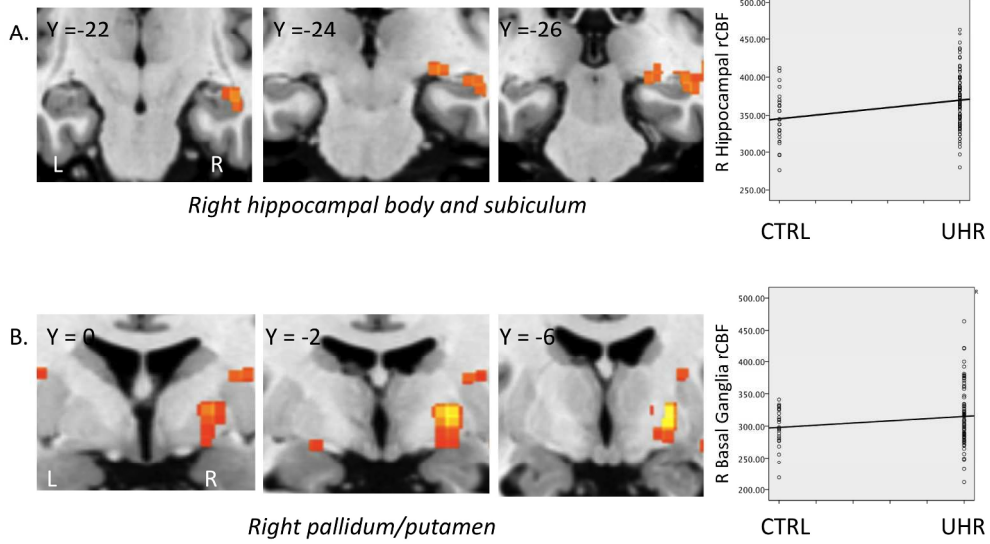 A.
Y =-22
Y =-24
Y =-26
L
R
Right hippocampal body and subiculum
R Hippocampal rCBF
500.00
450.00
400.00
350.00
300.00
250.00
CTRL
UHR
B.
Y = 0
Y = -2
Y = -6
L
R
Right pallidum/putamen
R Basal Ganglia rCBF
500.00
450.00
400.00
350.00
300.00
250.00
200.00
R
CTRL
UHR